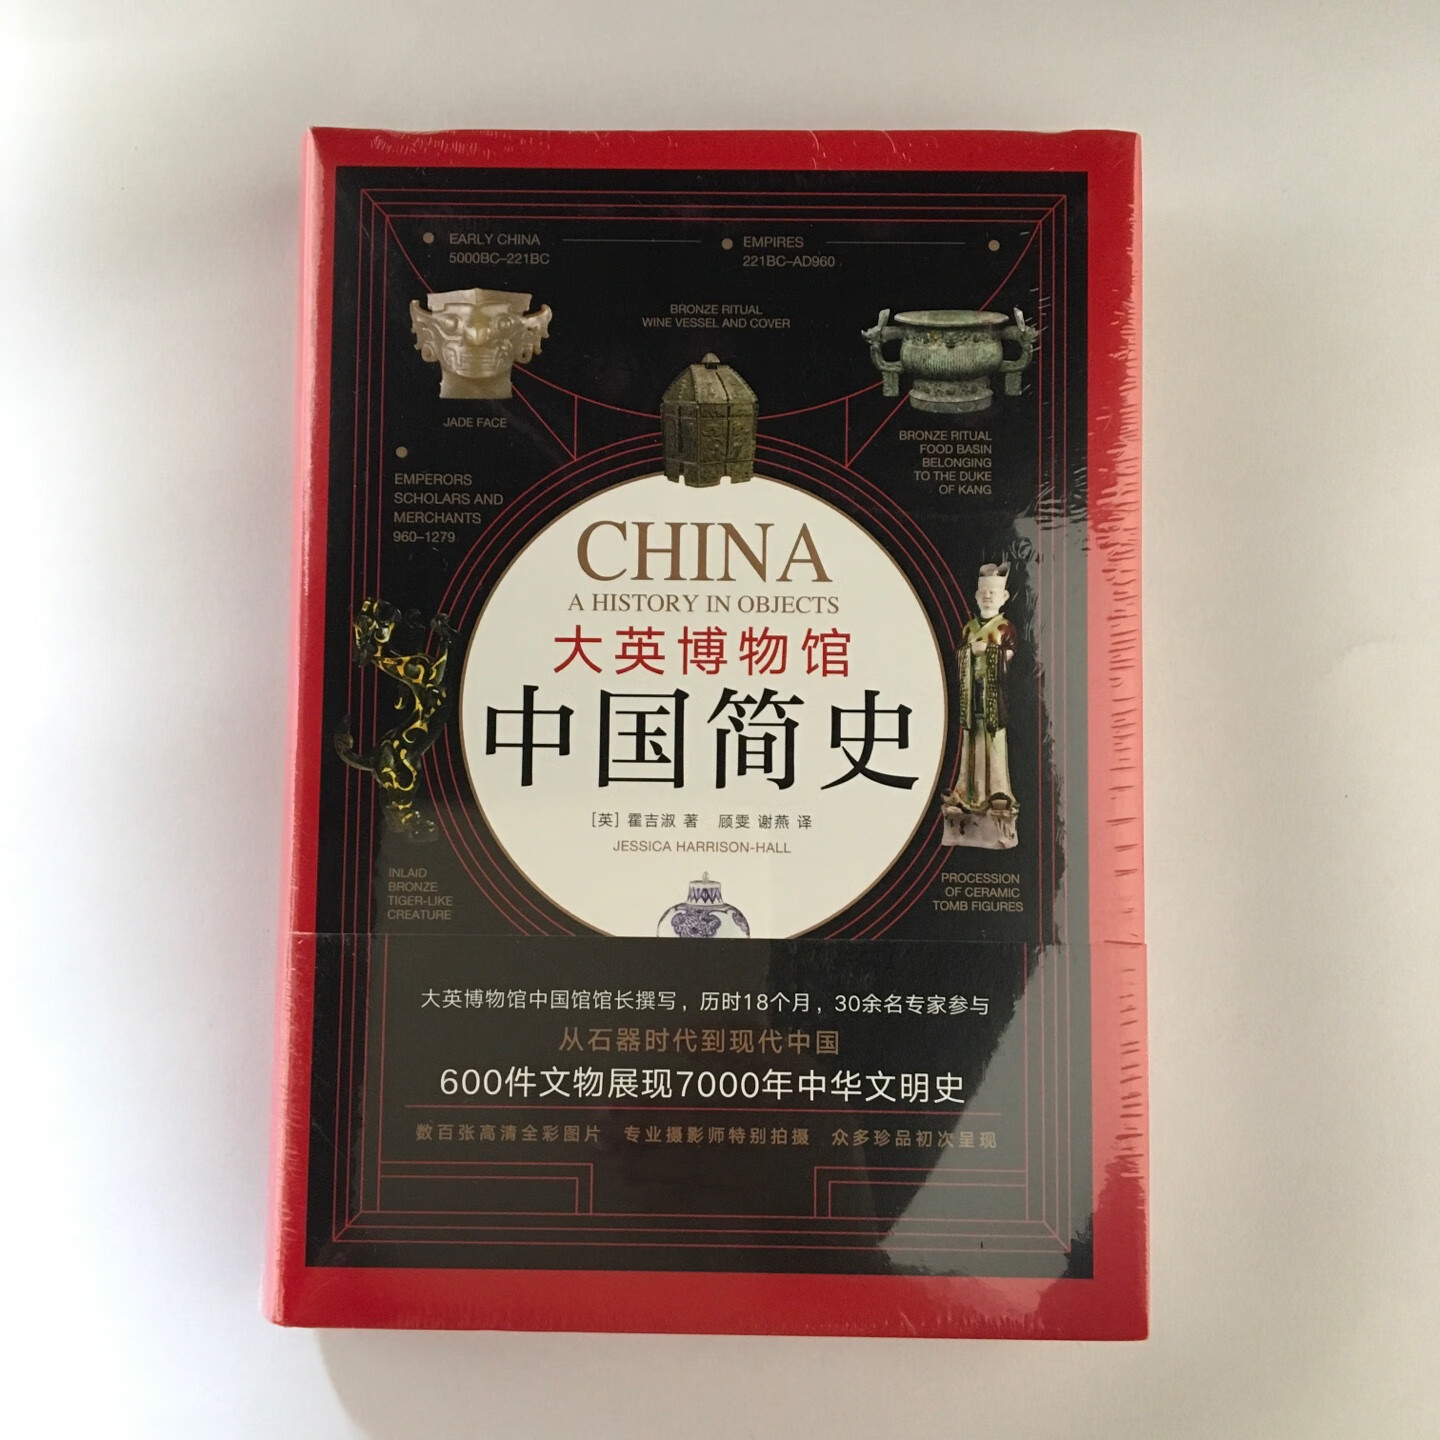 EARLY CHINA
5000BC–221BC
EMPIRES
221BC–AD960
BRONZE RITUAL
WINE VESSEL AND COVER
JADE FACE
BRONZE RITUAL
FOOD BASIN
BELONGING
TO THE DUKE
OF KANG
EMPERORS
SCHOLARS AND
MERCHANTS
960–1279
CHINA
A HISTORY IN OBJECTS
大英博物馆
中国简史
[英] 霍吉淑 著 顾雯 谢燕 译
JESSICA HARRISON-HALL
INLAID
BRONZE
TIGER-LIKE
CREATURE
PROCESSION
OF CERAMIC
TOMB FIGURES
大英博物馆中国馆馆长撰写，历时18个月，30余名专家参与
从石器时代到现代中国
600件文物展现7000年中华文明史
数百张高清全彩图片 专业摄影师特别拍摄 众多珍品初次呈现